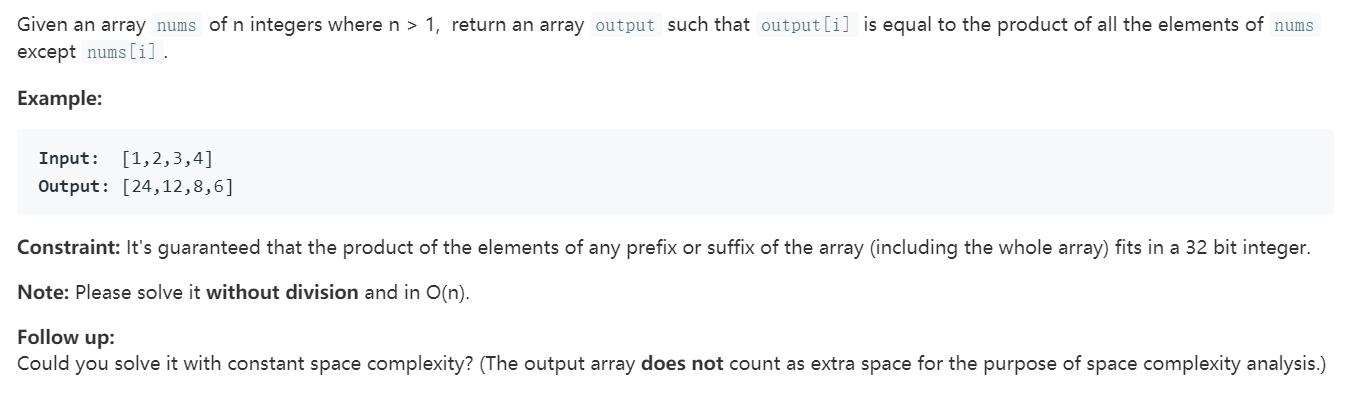 Given an array nums of n integers where n > 1, return an array output such that output[i] is equal to the product of all the elements of nums
except nums[i] .
Example:
Input: [1,2,3,4]
Output: [24,12,8,6]
Constraint: It's guaranteed that the product of the elements of any prefix or suffix of the array (including the whole array) fits in a 32 bit integer.
Note: Please solve it without division and in O(n).
Follow up:
Could you solve it with constant space complexity? (The output array does not count as extra space for the purpose of space complexity analysis.)